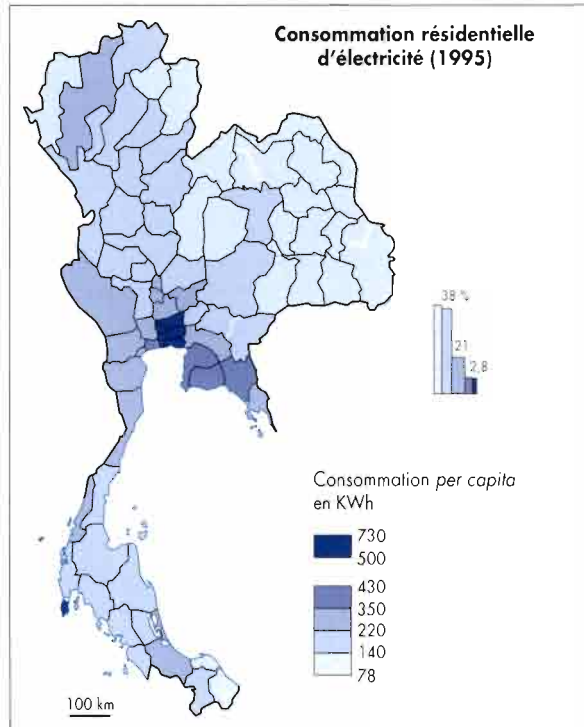 Consommation résidentielle
d'électricité (1995)
38 %
21
2,8
Consommation per capita
en KWh
730
500
430
350
220
140
78
100 km